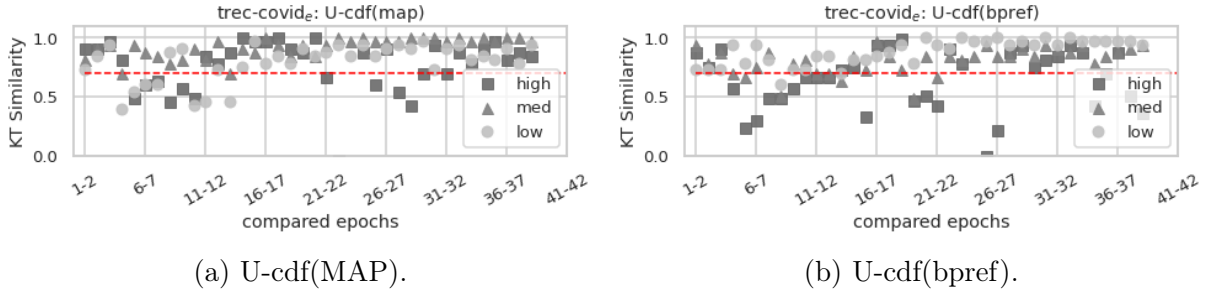 trec-covidₑ: U-cdf(map)
KT Similarity
1.0
0.5
0.0
high
med
low
1-2 6-7 11-12 16-17 21-22 26-27 31-32 36-37 41-42
compared epochs
(a) U-cdf(MAP).
trec-covidₑ: U-cdf(bpref)
KT Similarity
1.0
0.5
0.0
high
med
low
1-2 6-7 11-12 16-17 21-22 26-27 31-32 36-37 41-42
compared epochs
(b) U-cdf(bpref).